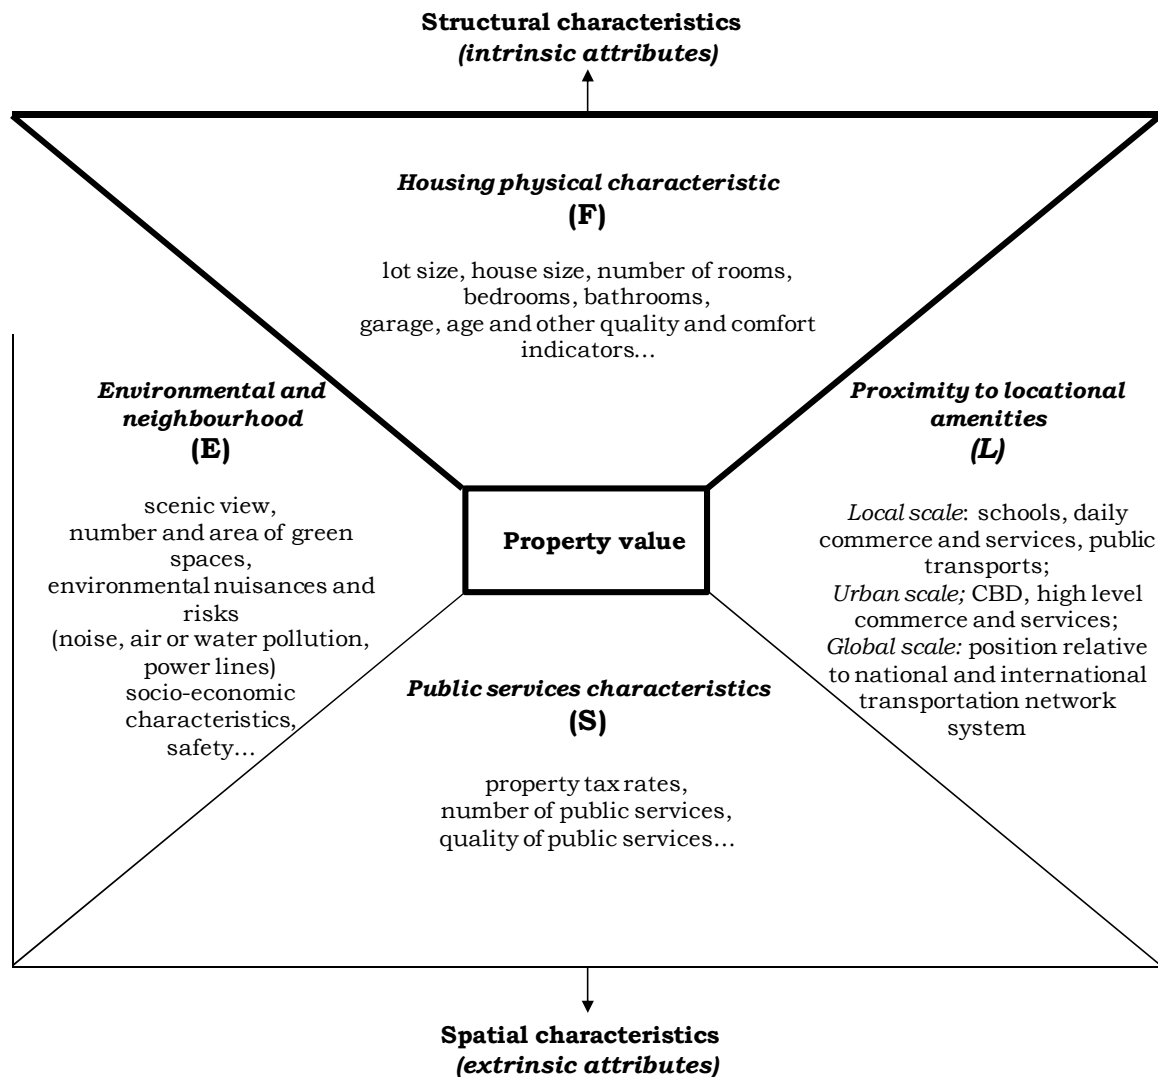 Structural characteristics
(intrinsic attributes)
Housing physical characteristic
(F)
lot size, house size, number of rooms,
bedrooms, bathrooms,
garage, age and other quality and comfort
indicators…
Environmental and
neighbourhood
(E)
scenic view,
number and area of green
spaces,
environmental nuisances and
risks
(noise, air or water pollution,
power lines)
socio-economic
characteristics,
safety…
Property value
Proximity to locational
amenities
(L)
Local scale: schools, daily
commerce and services, public
transports;
Urban scale; CBD, high level
commerce and services;
Global scale: position relative
to national and international
transportation network
system
Public services characteristics
(S)
property tax rates,
number of public services,
quality of public services…
Spatial characteristics
(extrinsic attributes)